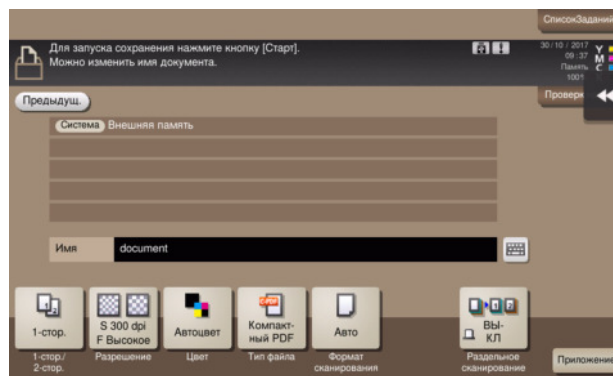 СписокЗаданий
Для запуска сохранения нажмите кнопку [Старт].
Можно изменить имя документа.
30/10 / 2017
09 : 37
Память
Y
M
C
Предыдущ.
Проверк
Система Внешняя память
Имя document
1-стор.
S 300 dpi
F Высокое
Автоцвет
Компакт-
ный PDF
Авто
ВЫ-
КЛ
1-стор./
2-стор.
Разрешение
Цвет
Тип файла
Формат
сканирования
Раздельное
сканирование
Приложение